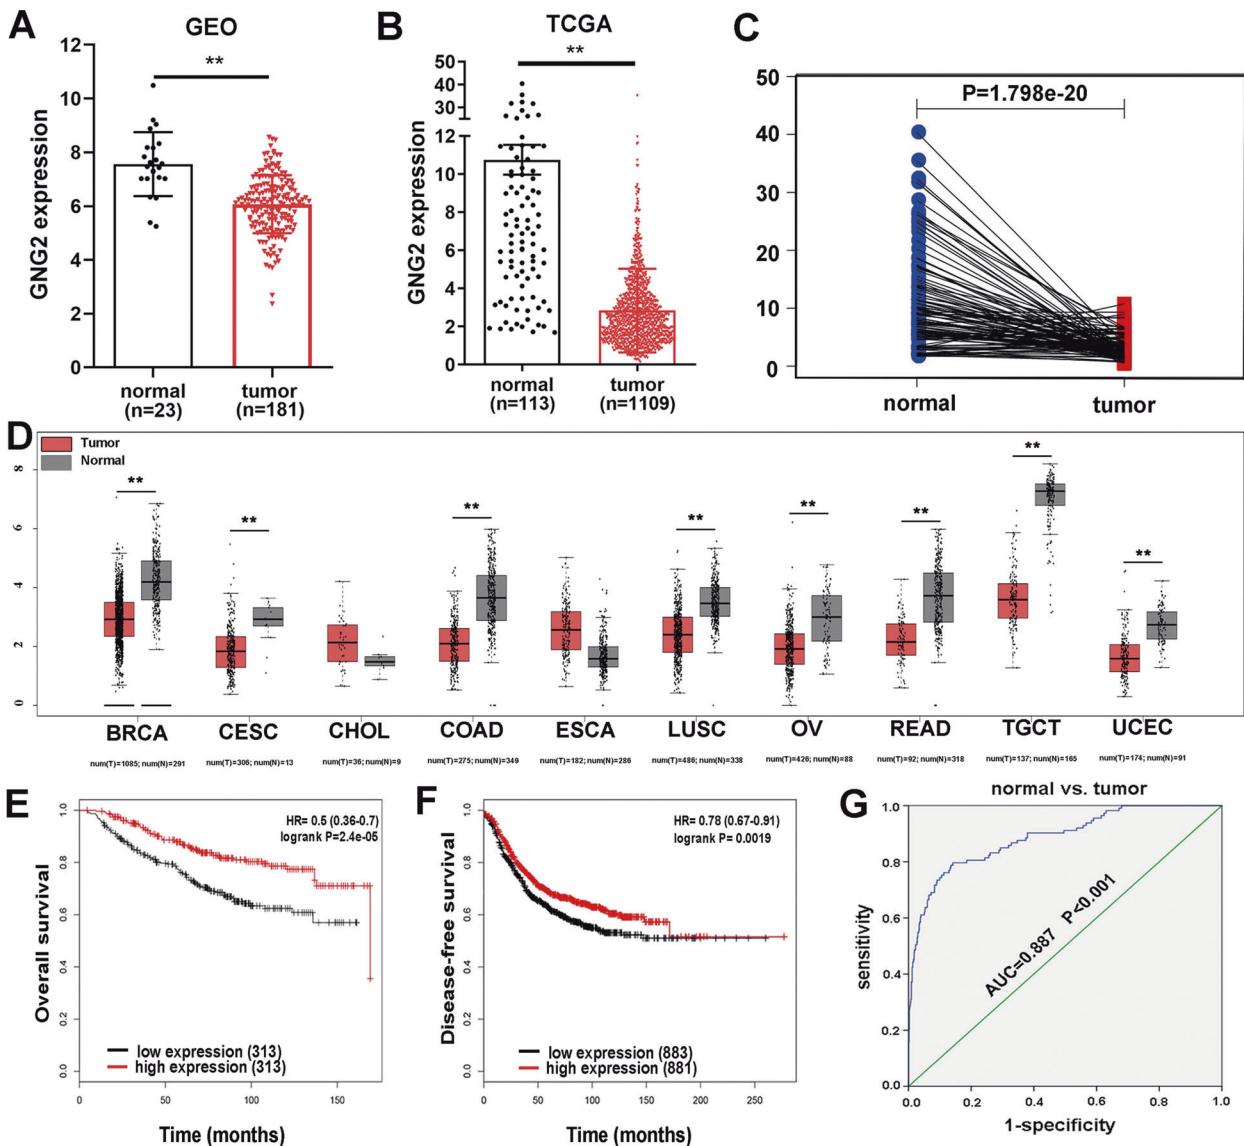 A
GEO
**
GNG2 expression
12
10
8
6
4
2
0
normal
(n=23)
tumor
(n=181)
B
TCGA
**
GNG2 expression
50
40
30
20
12
10
8
6
4
2
0
normal
(n=113)
tumor
(n=1109)
C
P=1.798e-20
50
40
30
20
10
0
normal
tumor
D
Tumor
Normal
8
6
4
2
0
**
**
**
**
**
**
**
**
BRCA
CESC
CHOL
COAD
ESCA
LUSC
OV
READ
TGCT
UCEC
num(T)=1085; num(N)=291
num(T)=306; num(N)=13
num(T)=36; num(N)=9
num(T)=275; num(N)=349
num(T)=182; num(N)=286
num(T)=486; num(N)=338
num(T)=426; num(N)=88
num(T)=92; num(N)=318
num(T)=137; num(N)=165
num(T)=174; num(N)=91
E
HR= 0.5 (0.36-0.7)
logrank P=2.4e-05
Overall survival
1.0
0.8
0.6
0.4
0.2
0.0
low expression (313)
high expression (313)
0
50
100
150
Time (months)
F
HR= 0.78 (0.67-0.91)
logrank P= 0.0019
Disease-free survival
1.0
0.8
0.6
0.4
0.2
0.0
low expression (883)
high expression (881)
0
50
100
150
200
250
Time (months)
G
normal vs. tumor
AUC=0.887 P<0.001
sensitivity
1.0
0.8
0.6
0.4
0.2
0.0
0.0
0.2
0.4
0.6
0.8
1.0
1-specificity